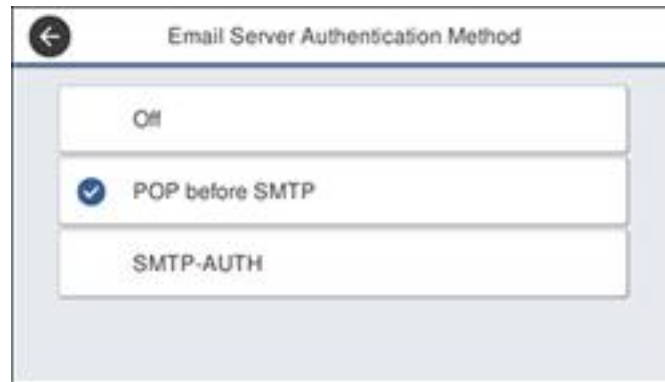 Email Server Authentication Method
Off
POP before SMTP
SMTP-AUTH